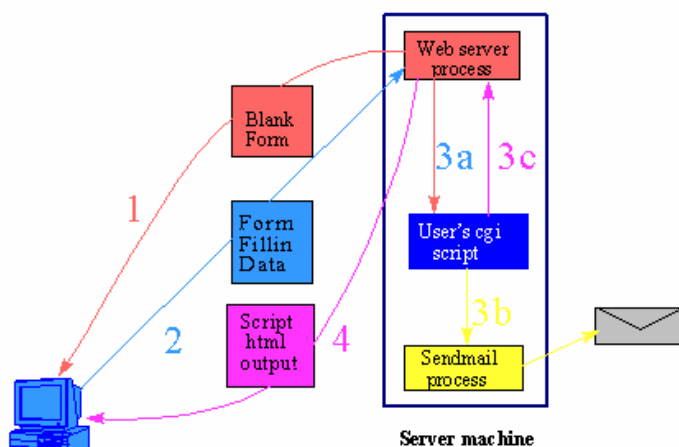 Web server
process
Blank
Form
1
3a
3c
Form
Fillin
Data
User's cgi
script
2
Script
html
output
4
3b
Sendmail
process
Server machine